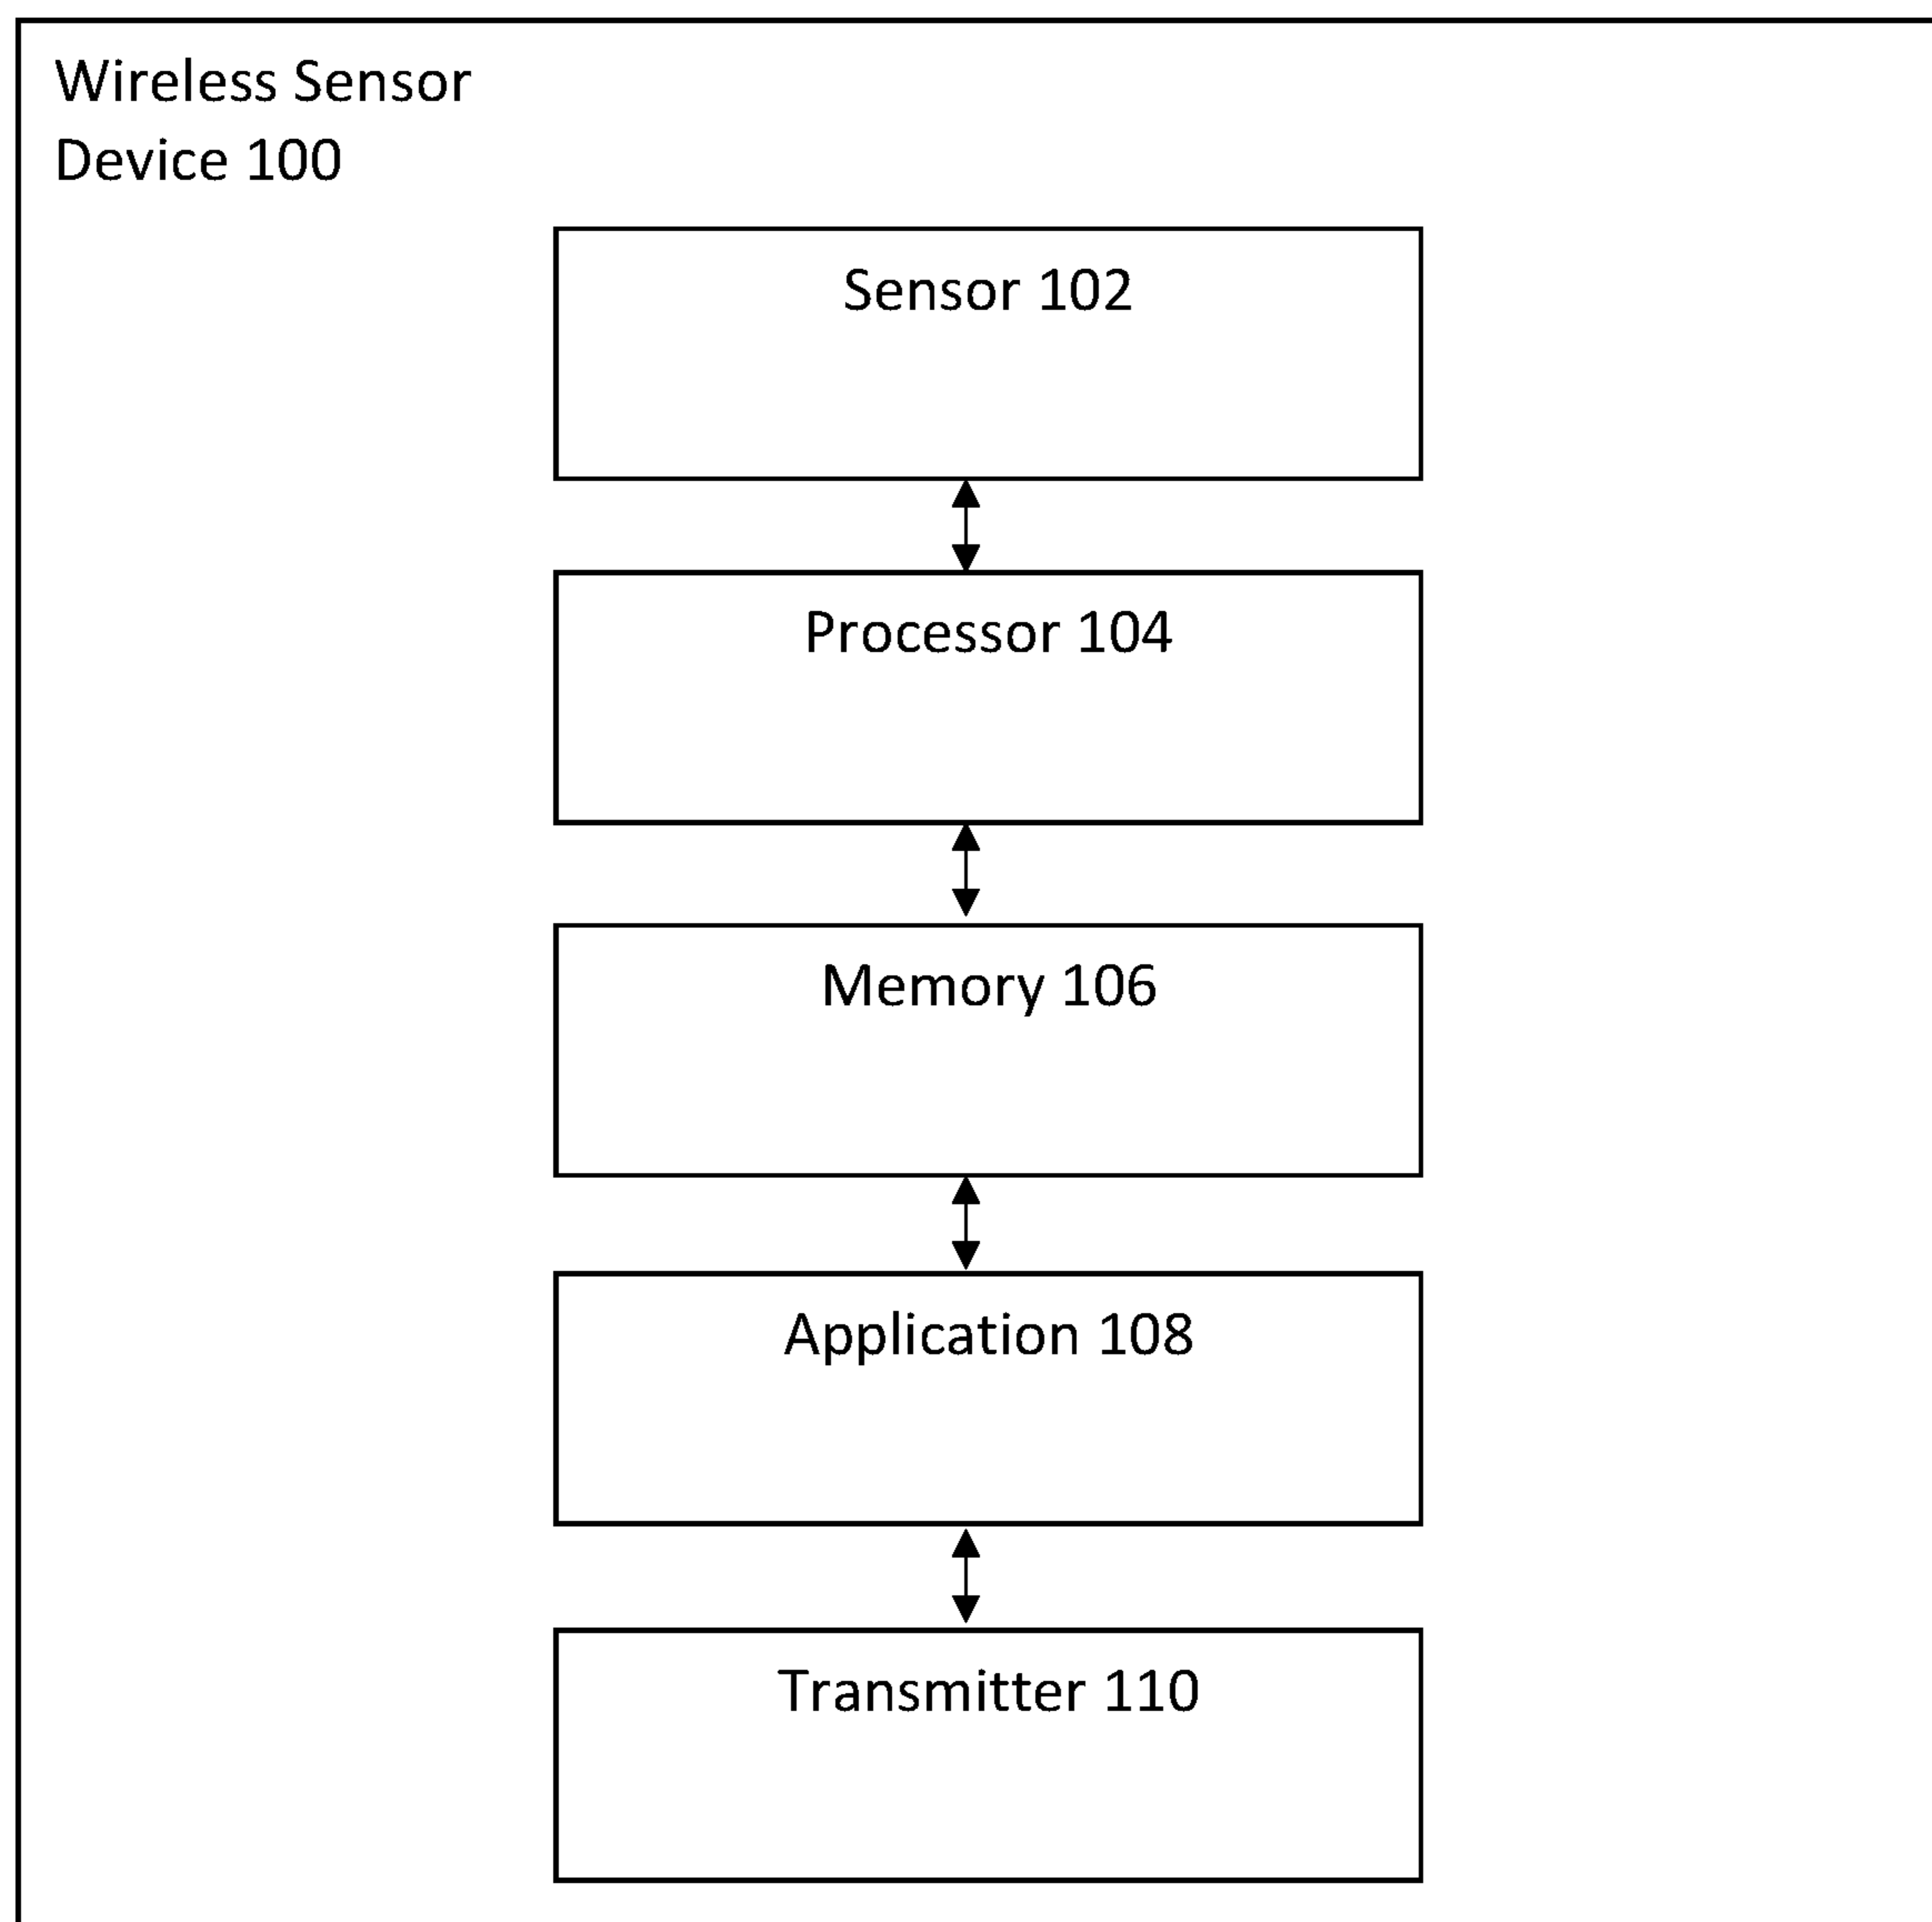 Wireless Sensor
Device 100
Sensor 102
Processor 104
Memory 106
Application 108
Transmitter 110